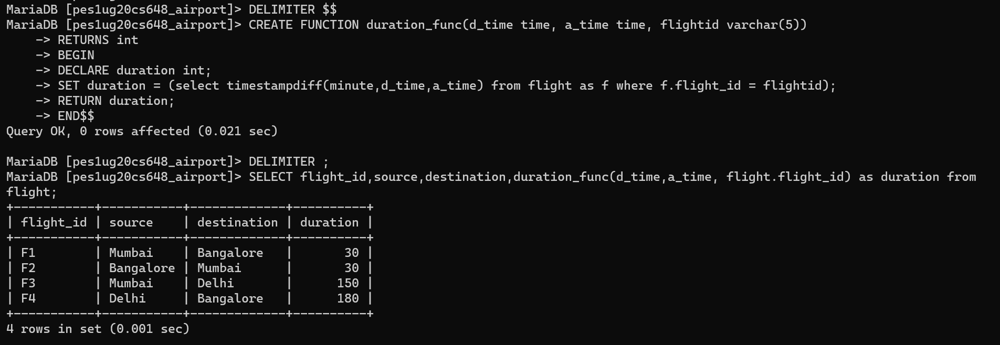 MariaDB [pes1ug20cs648_airport]> DELIMITER $$
MariaDB [pes1ug20cs648_airport]> CREATE FUNCTION duration_func(d_time time, a_time time, flightid varchar(5))
    -> RETURNS int
    -> BEGIN
    -> DECLARE duration int;
    -> SET duration = (select timestampdiff(minute,d_time,a_time) from flight as f where f.flight_id = flightid);
    -> RETURN duration;
    -> END$$
Query OK, 0 rows affected (0.021 sec)

MariaDB [pes1ug20cs648_airport]> DELIMITER ;
MariaDB [pes1ug20cs648_airport]> SELECT flight_id,source,destination,duration_func(d_time,a_time, flight.flight_id) as duration from
flight;
+-----------+-----------+-------------+----------+
| flight_id | source    | destination | duration |
+-----------+-----------+-------------+----------+
| F1        | Mumbai    | Bangalore   |       30 |
| F2        | Bangalore | Mumbai      |       30 |
| F3        | Mumbai    | Delhi       |      150 |
| F4        | Delhi     | Bangalore   |      180 |
+-----------+-----------+-------------+----------+
4 rows in set (0.001 sec)